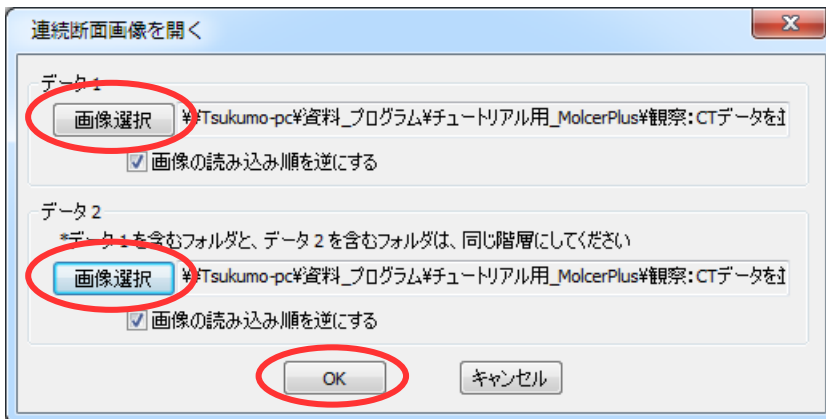 連続断面画像を開く
データ1
画像選択 ¥¥Tsukumo-pc¥資料_プログラム¥チュートリアル用_MolcerPlus¥観察:CTデータを
画像の読み込み順を逆にする
データ2
*データ1を含むフォルダと、データ2を含むフォルダは、同じ階層にしてください
画像選択 ¥¥Tsukumo-pc¥資料_プログラム¥チュートリアル用_MolcerPlus¥観察:CTデータを
画像の読み込み順を逆にする
OK キャンセル